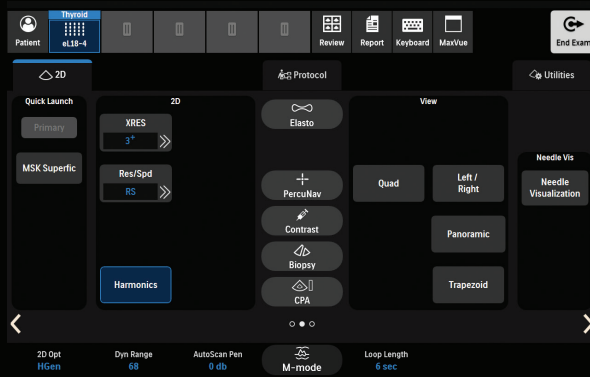 Thyroid
Patient
eL18-4
Review
Report
Keyboard
MaxVue
End Exam
2D
Protocol
Utilities
Quick Launch
2D
View
Primary
XRES
3+
Elasto
MSK Superfic
Needle Vis
Res/Spd
RS
PercuNav
Quad
Left /
Right
Needle
Visualization
Contrast
Panoramic
Biopsy
Harmonics
CPA
Trapezoid
2D Opt
HGen
Dyn Range
68
AutoScan Pen
0 db
M-mode
Loop Length
6 sec